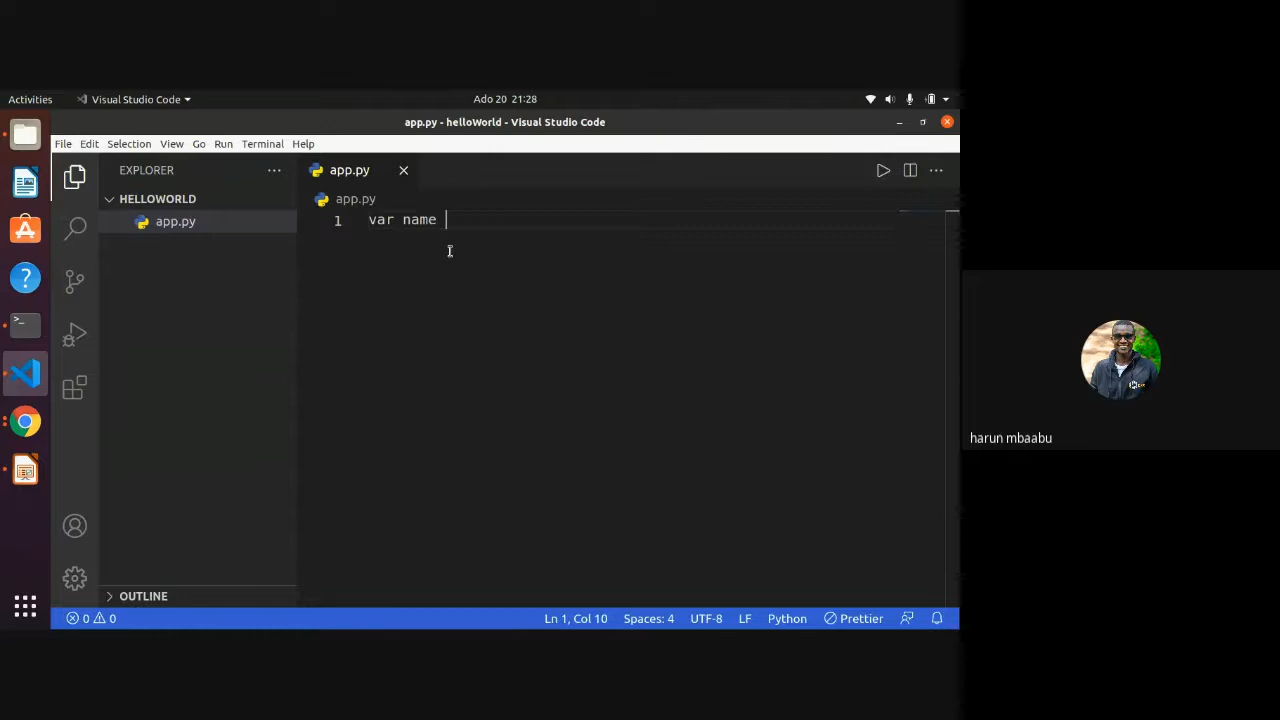 Activities
Visual Studio Code
Ado 20 21:28
app.py - helloWorld - Visual Studio Code
File Edit Selection View Go Run Terminal Help
EXPLORER
app.py
HELLOWORLD
app.py
app.py
1 var name
harun mbaabu
OUTLINE
0 0
Ln 1, Col 10
Spaces: 4
UTF-8
LF
Python
Prettier